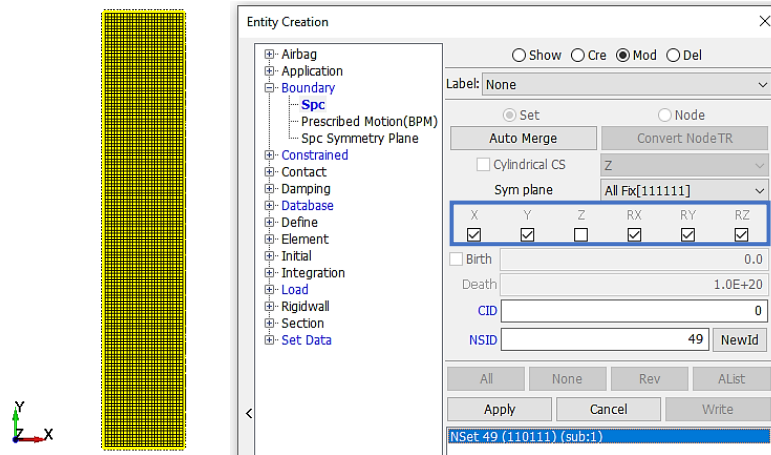 Entity Creation
Airbag
Application
Boundary
Spc
Prescribed Motion(BPM)
Spc Symmetry Plane
Constrained
Contact
Damping
Database
Define
Element
Initial
Integration
Load
Rigidwall
Section
Set Data
Show Cre Mod Del
Label: None
Set Node
Auto Merge Convert NodeTR
Cylindrical CS Z
Sym plane All Fix[111111]
X Y Z RX RY RZ
Birth 0.0
Death 1.0E+20
CID 0
NSID 49 NewId
All None Rev AList
Apply Cancel Write
NSet 49 (110111) (sub:1)
Y
Z X